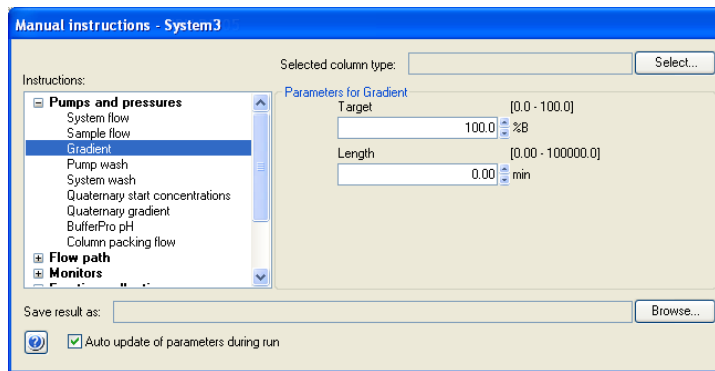 Manual instructions - System3
Selected column type:
Select...
Instructions:
Pumps and pressures
System flow
Sample flow
Gradient
Pump wash
System wash
Quaternary start concentrations
Quaternary gradient
BufferPro pH
Column packing flow
Flow path
Monitors
Parameters for Gradient
Target [0.0 - 100.0]
100.0 %B
Length [0.00 - 100000.0]
0.00 min
Save result as:
Browse...
Auto update of parameters during run